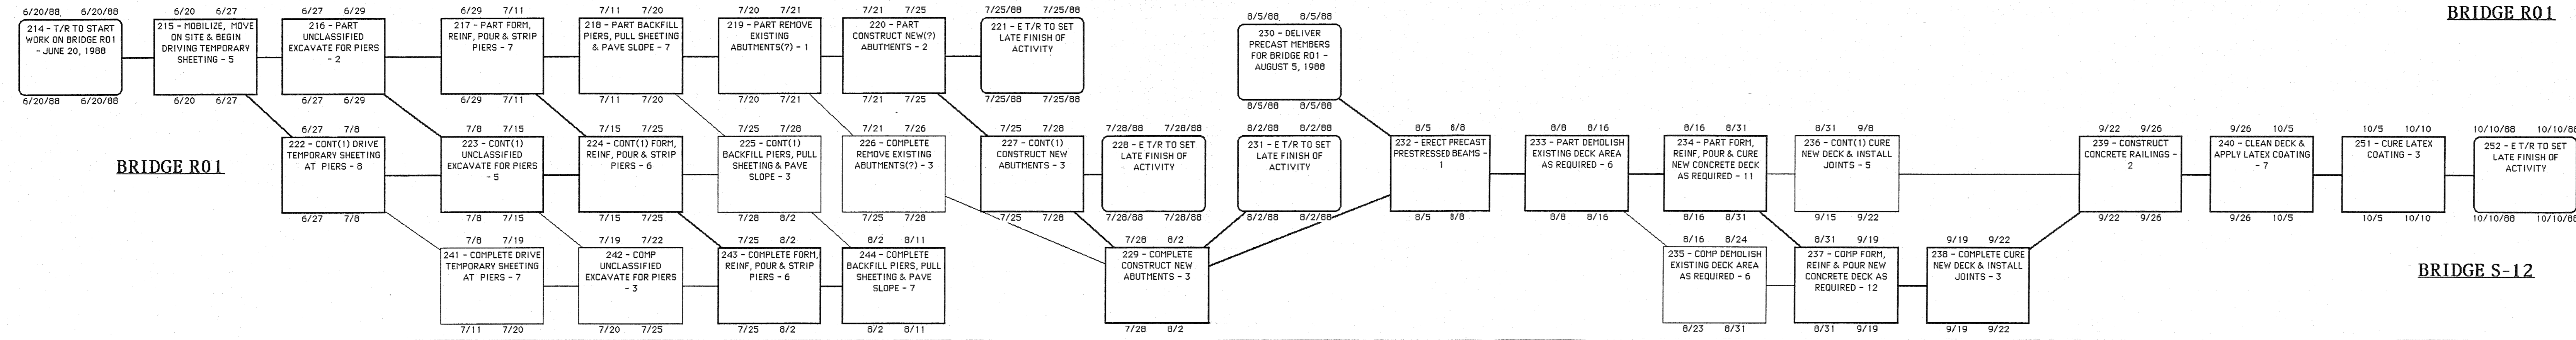 BRIDGE R01
6/20/88 6/20/88
214 - T/R TO START
WORK ON BRIDGE R01
- JUNE 20, 1988
6/20/88 6/20/88
6/20 6/27
215 - MOBILIZE, MOVE
ON SITE & BEGIN
DRIVING TEMPORARY
SHEETING - 5
6/20 6/27
6/27 6/29
216 - PART
UNCLASSIFIED
EXCAVATE FOR PIERS
- 2
6/27 6/29
6/29 7/11
217 - PART FORM,
REINF, POUR & STRIP
PIERS - 7
6/29 7/11
7/11 7/20
218 - PART BACKFILL
PIERS, PULL SHEETING
& PAVE SLOPE - 7
7/11 7/20
7/20 7/21
219 - PART REMOVE
EXISTING
ABUTMENTS(?) - 1
7/20 7/21
7/21 7/25
220 - PART
CONSTRUCT NEW(?)
ABUTMENTS - 2
7/21 7/25
7/25/88 7/25/88
221 - E T/R TO SET
LATE FINISH OF
ACTIVITY
7/25/88 7/25/88
8/5/88 8/5/88
230 - DELIVER
PRECAST MEMBERS
FOR BRIDGE R01 -
AUGUST 5, 1988
8/5/88 8/5/88
BRIDGE R01
6/27 7/8
222 - CONT(1) DRIVE
TEMPORARY SHEETING
AT PIERS - 8
6/27 7/8
7/8 7/15
223 - CONT(1)
UNCLASSIFIED
EXCAVATE FOR PIERS
- 5
7/8 7/15
7/15 7/25
224 - CONT(1) FORM,
REINF, POUR & STRIP
PIERS - 6
7/15 7/25
7/25 7/28
225 - CONT(1)
BACKFILL PIERS, PULL
SHEETING & PAVE
SLOPE - 3
7/28 8/2
7/21 7/26
226 - COMPLETE
REMOVE EXISTING
ABUTMENTS(?) - 3
7/25 7/28
7/25 7/28
227 - CONT(1)
CONSTRUCT NEW
ABUTMENTS - 3
7/25 7/28
7/28/88 7/28/88
228 - E T/R TO SET
LATE FINISH OF
ACTIVITY
7/28/88 7/28/88
8/2/88 8/2/88
231 - E T/R TO SET
LATE FINISH OF
ACTIVITY
8/2/88 8/2/88
8/5 8/8
232 - ERECT PRECAST
PRESTRESSED BEAMS -
1
8/5 8/8
8/8 8/16
233 - PART DEMOLISH
EXISTING DECK AREA
AS REQUIRED - 6
8/8 8/16
8/16 8/31
234 - PART FORM,
REINF, POUR & CURE
NEW CONCRETE DECK
AS REQUIRED - 11
8/16 8/31
8/31 9/8
236 - CONT(1) CURE
NEW DECK & INSTALL
JOINTS - 5
9/15 9/22
9/22 9/26
239 - CONSTRUCT
CONCRETE RAILINGS -
2
9/22 9/26
9/26 10/5
240 - CLEAN DECK &
APPLY LATEX COATING
- 7
9/26 10/5
10/5 10/10
251 - CURE LATEX
COATING - 3
10/5 10/10
10/10/88 10/10/88
252 - E T/R TO SET
LATE FINISH OF
ACTIVITY
10/10/88 10/10/88
7/8 7/19
241 - COMPLETE DRIVE
TEMPORARY SHEETING
AT PIERS - 7
7/11 7/20
7/19 7/22
242 - COMP
UNCLASSIFIED
EXCAVATE FOR PIERS
- 3
7/20 7/25
7/25 8/2
243 - COMPLETE FORM,
REINF, POUR & STRIP
PIERS - 6
7/25 8/2
8/2 8/11
244 - COMPLETE
BACKFILL PIERS, PULL
SHEETING & PAVE
SLOPE - 7
8/2 8/11
7/28 8/2
229 - COMPLETE
CONSTRUCT NEW
ABUTMENTS - 3
7/28 8/2
8/16 8/24
235 - COMP DEMOLISH
EXISTING DECK AREA
AS REQUIRED - 6
8/23 8/31
8/31 9/19
237 - COMP FORM,
REINF & POUR NEW
CONCRETE DECK AS
REQUIRED - 12
8/31 9/19
9/19 9/22
238 - COMPLETE CURE
NEW DECK & INSTALL
JOINTS - 3
9/19 9/22
BRIDGE S-12